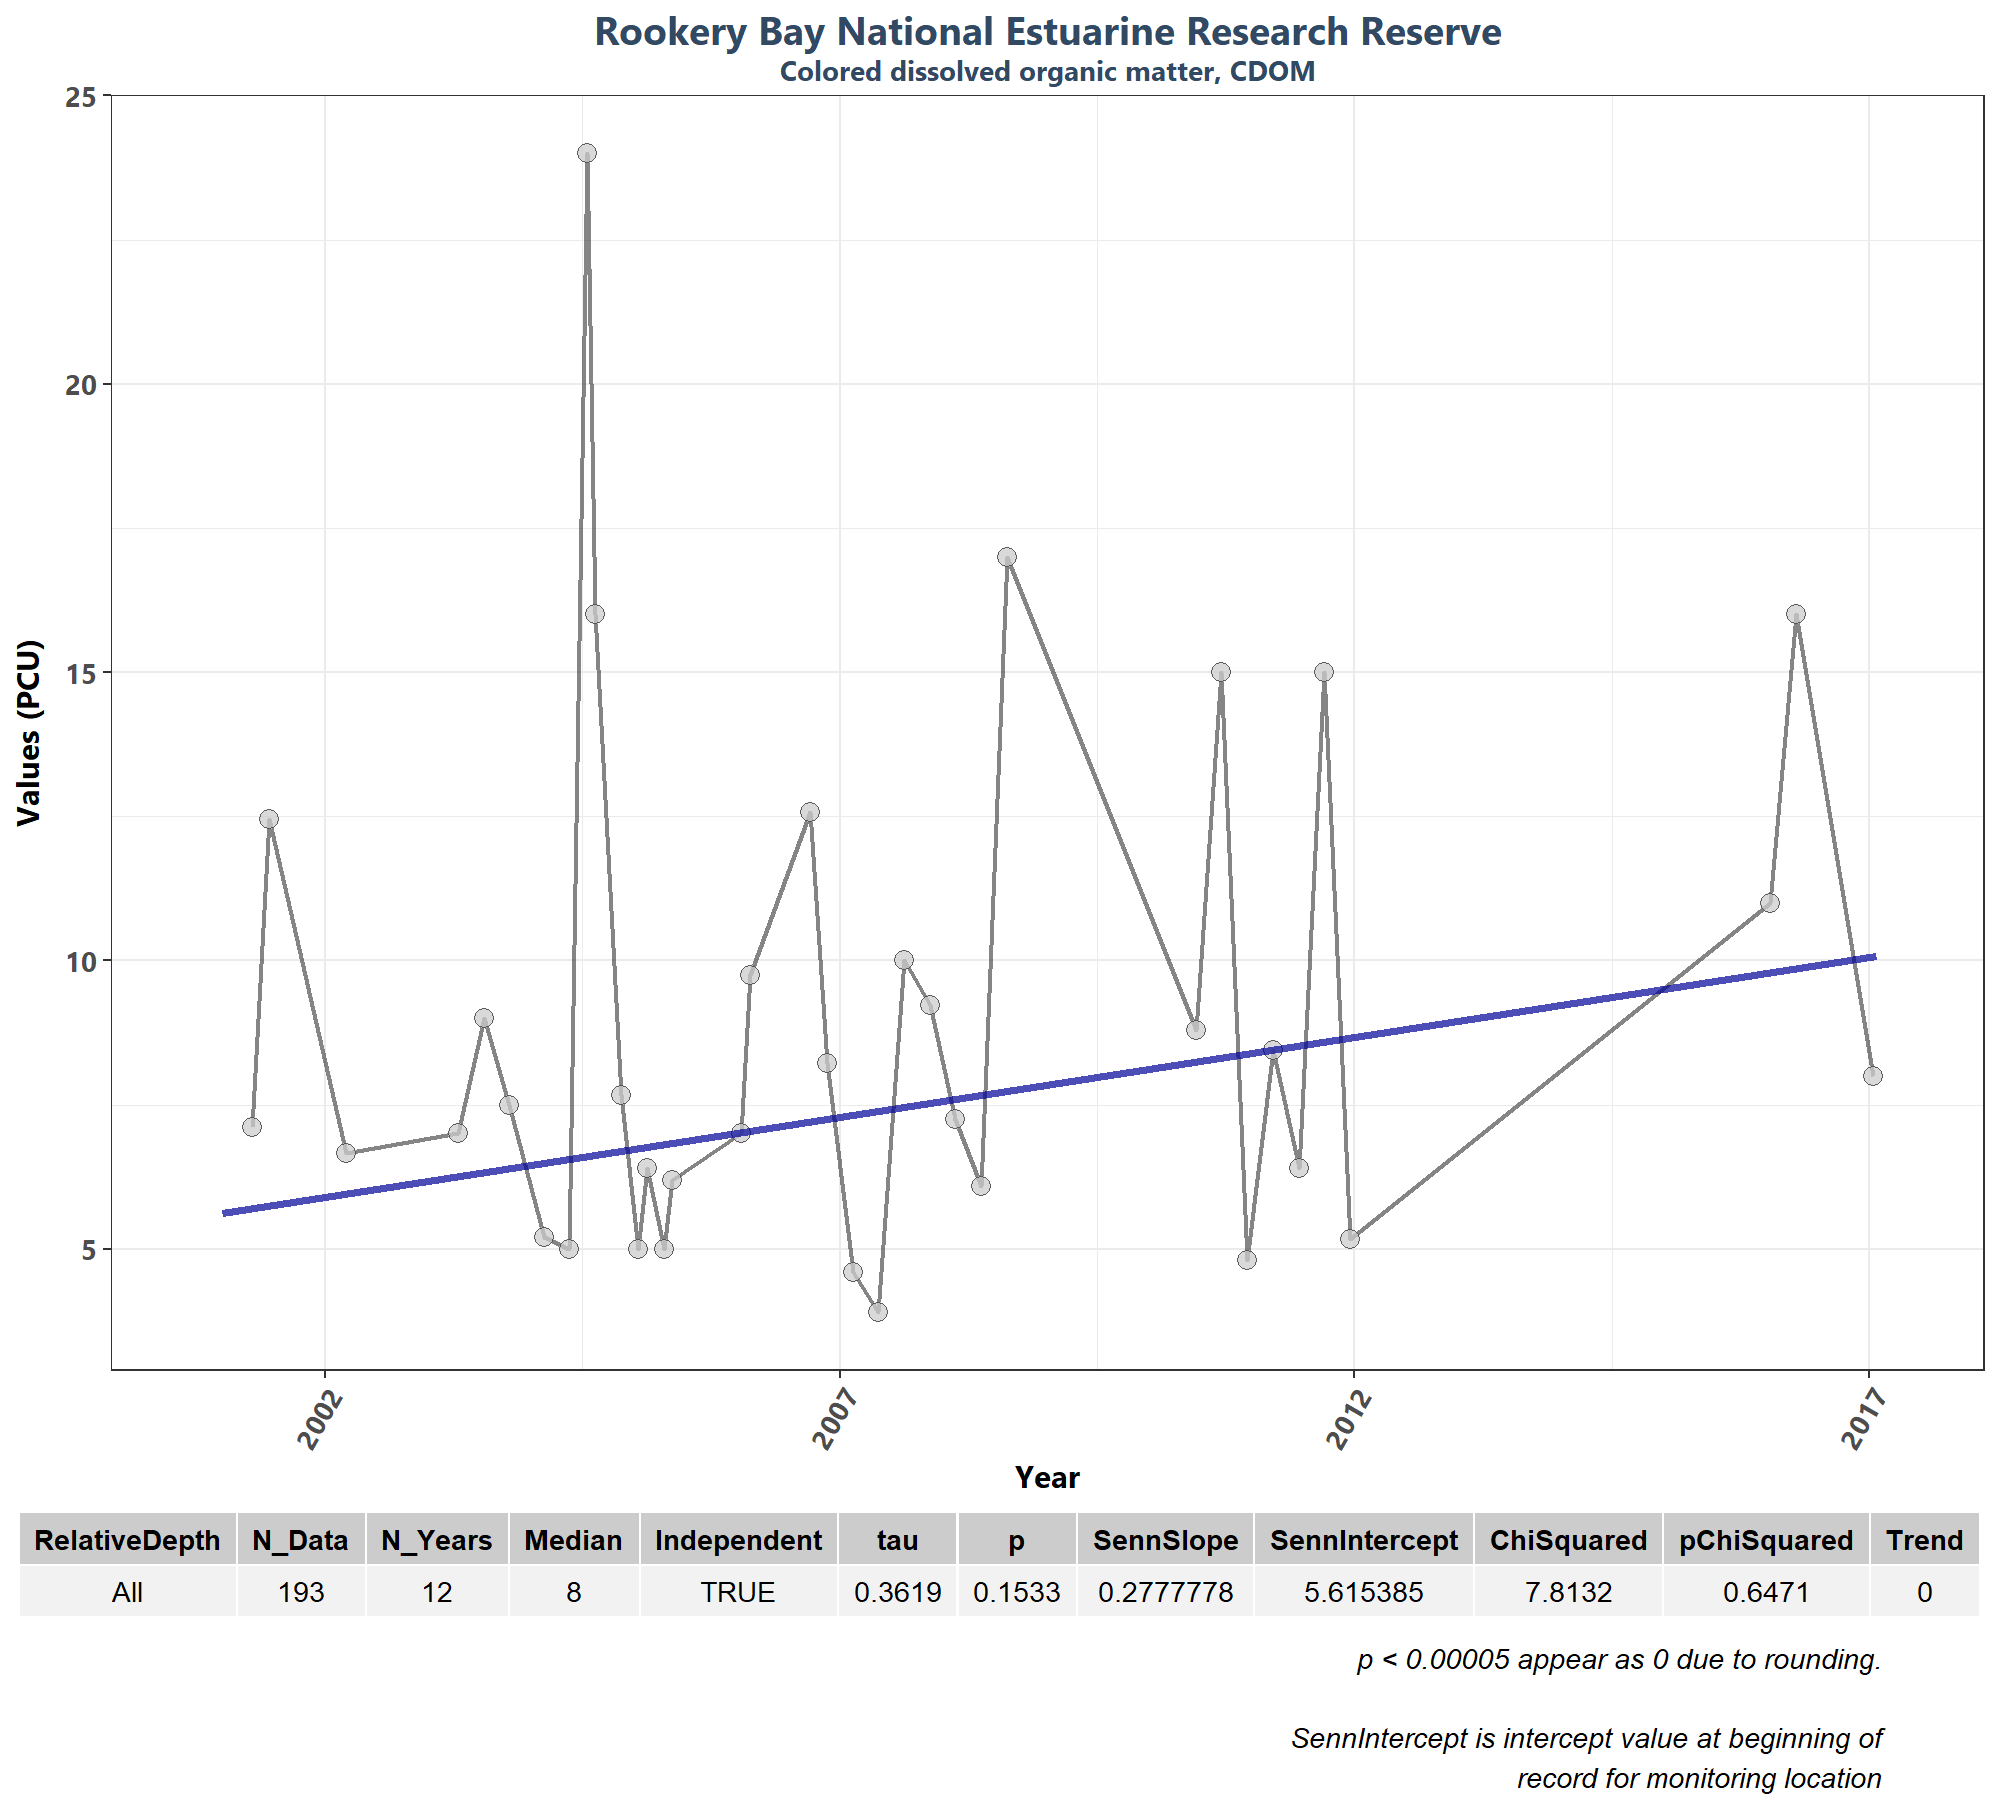 Rookery Bay National Estuarine Research Reserve
Colored dissolved organic matter, CDOM
25
20
15
10
5
Values (PCU)
2002 2007 2012 2017
Year
RelativeDepth N_Data N_Years Median Independent tau p SennSlope SennIntercept ChiSquared pChiSquared Trend
All 193 12 8 TRUE 0.3619 0.1533 0.2777778 5.615385 7.8132 0.6471 0
p < 0.00005 appear as 0 due to rounding.
SennIntercept is intercept value at beginning of
record for monitoring location